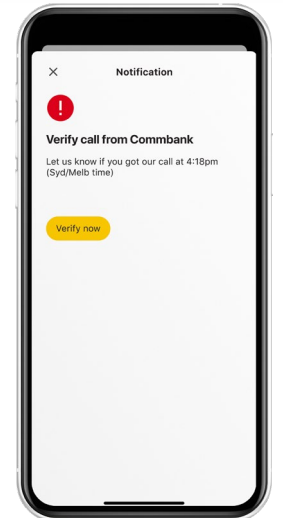 Notification
!
Verify call from Commbank
Let us know if you got our call at 4:18pm
(Syd/Melb time)
Verify now